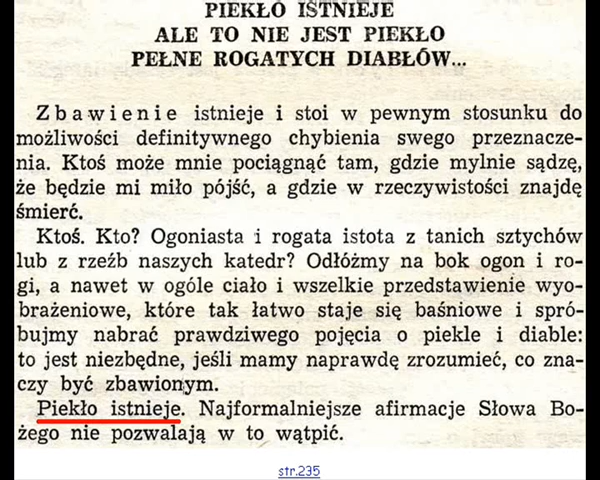 PIEKŁO ISTNIEJE
ALE TO NIE JEST PIEKŁO
PEŁNE ROGATYCH DIABŁÓW...
Zbawienie istnieje i stoi w pewnym stosunku do
możliwości definitywnego chybienia swego przeznacze-
nia. Ktoś może mnie pociągnąć tam, gdzie mylnie sądzę,
że będzie mi miło pójść, a gdzie w rzeczywistości znajdę
śmierć.
Ktoś. Kto? Ogoniasta i rogata istota z tanich sztychów
lub z rzeźb naszych katedr? Odłóżmy na bok ogon i ro-
gi, a nawet w ogóle ciało i wszelkie przedstawienie wyo-
brażeniowe, które tak łatwo staje się baśniowe i spró-
bujmy nabrać prawdziwego pojęcia o piekle i diable:
to jest niezbędne, jeśli mamy naprawdę zrozumieć, co zna-
czy być zbawionym.
Piekło istnieje. Najformalniejsze afirmacje Słowa Bo-
żego nie pozwalają w to wątpić.
str.235